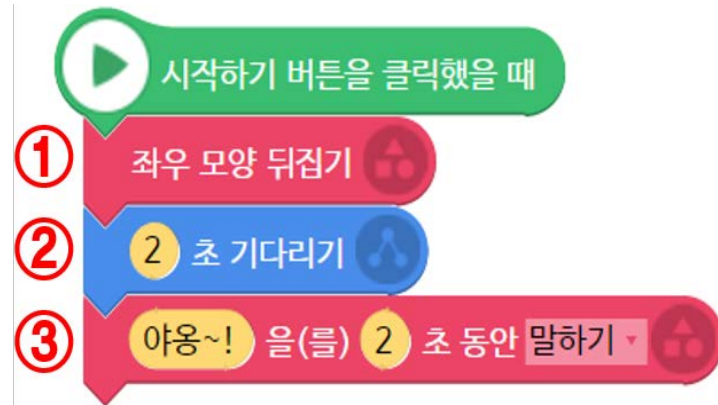 시작하기 버튼을 클릭했을 때
① 좌우 모양 뒤집기
② 2 초 기다리기
③ 야옹~! 을(를) 2 초 동안 말하기